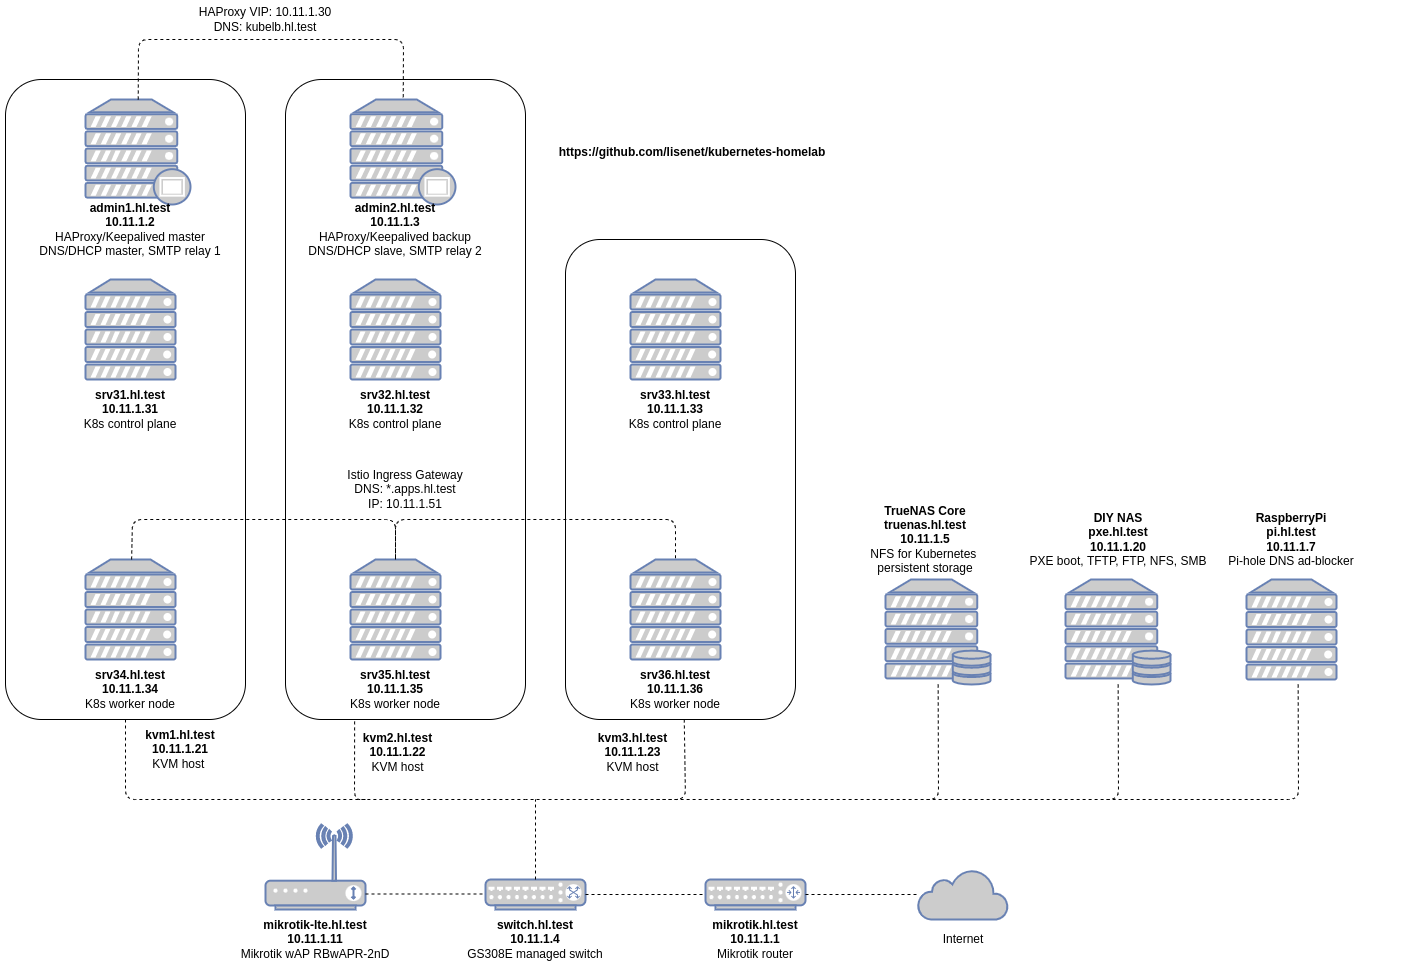 HAProxy VIP: 10.11.1.30
DNS: kubelb.hl.test
admin1.hl.test
10.11.1.2
HAProxy/Keepalived master
DNS/DHCP master, SMTP relay 1
admin2.hl.test
10.11.1.3
HAProxy/Keepalived backup
DNS/DHCP slave, SMTP relay 2
https://github.com/lisenet/kubernetes-homelab
srv31.hl.test
10.11.1.31
K8s control plane
srv32.hl.test
10.11.1.32
K8s control plane
srv33.hl.test
10.11.1.33
K8s control plane
Istio Ingress Gateway
DNS: *.apps.hl.test
IP: 10.11.1.51
srv34.hl.test
10.11.1.34
K8s worker node
srv35.hl.test
10.11.1.35
K8s worker node
srv36.hl.test
10.11.1.36
K8s worker node
TrueNAS Core
truenas.hl.test
10.11.1.5
NFS for Kubernetes
persistent storage
DIY NAS
pxe.hl.test
10.11.1.20
PXE boot, TFTP, FTP, NFS, SMB
RaspberryPi
pi.hl.test
10.11.1.7
Pi-hole DNS ad-blocker
kvm1.hl.test
10.11.1.21
KVM host
kvm2.hl.test
10.11.1.22
KVM host
kvm3.hl.test
10.11.1.23
KVM host
mikrotik-lte.hl.test
10.11.1.11
Mikrotik wAP RBwAPR-2nD
switch.hl.test
10.11.1.4
GS308E managed switch
mikrotik.hl.test
10.11.1.1
Mikrotik router
Internet